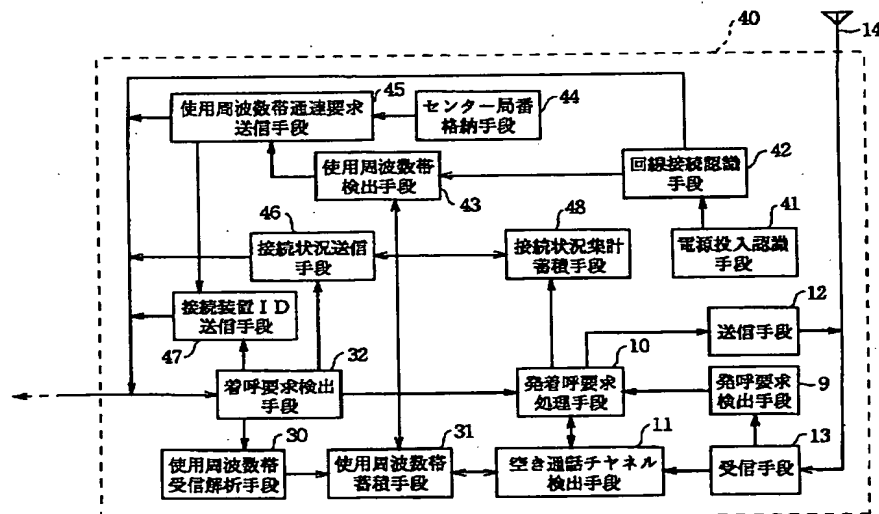 40
14
45
使用周波数帯通達要求
送信手段
センター局番
格納手段
44
使用周波数帯
検出手段
43
回線接続認識
手段
42
46
接続状況送信
手段
48
接続状況集計
蓄積手段
41
電源投入認識
手段
接続装置ID
送信手段
47
12
送信手段
32
着呼要求検出
手段
10
発着呼要求
処理手段
9
発呼要求
検出手段
30
使用周波数帯
受信解析手段
31
使用周波数帯
蓄積手段
11
空き通話チャネル
検出手段
13
受信手段